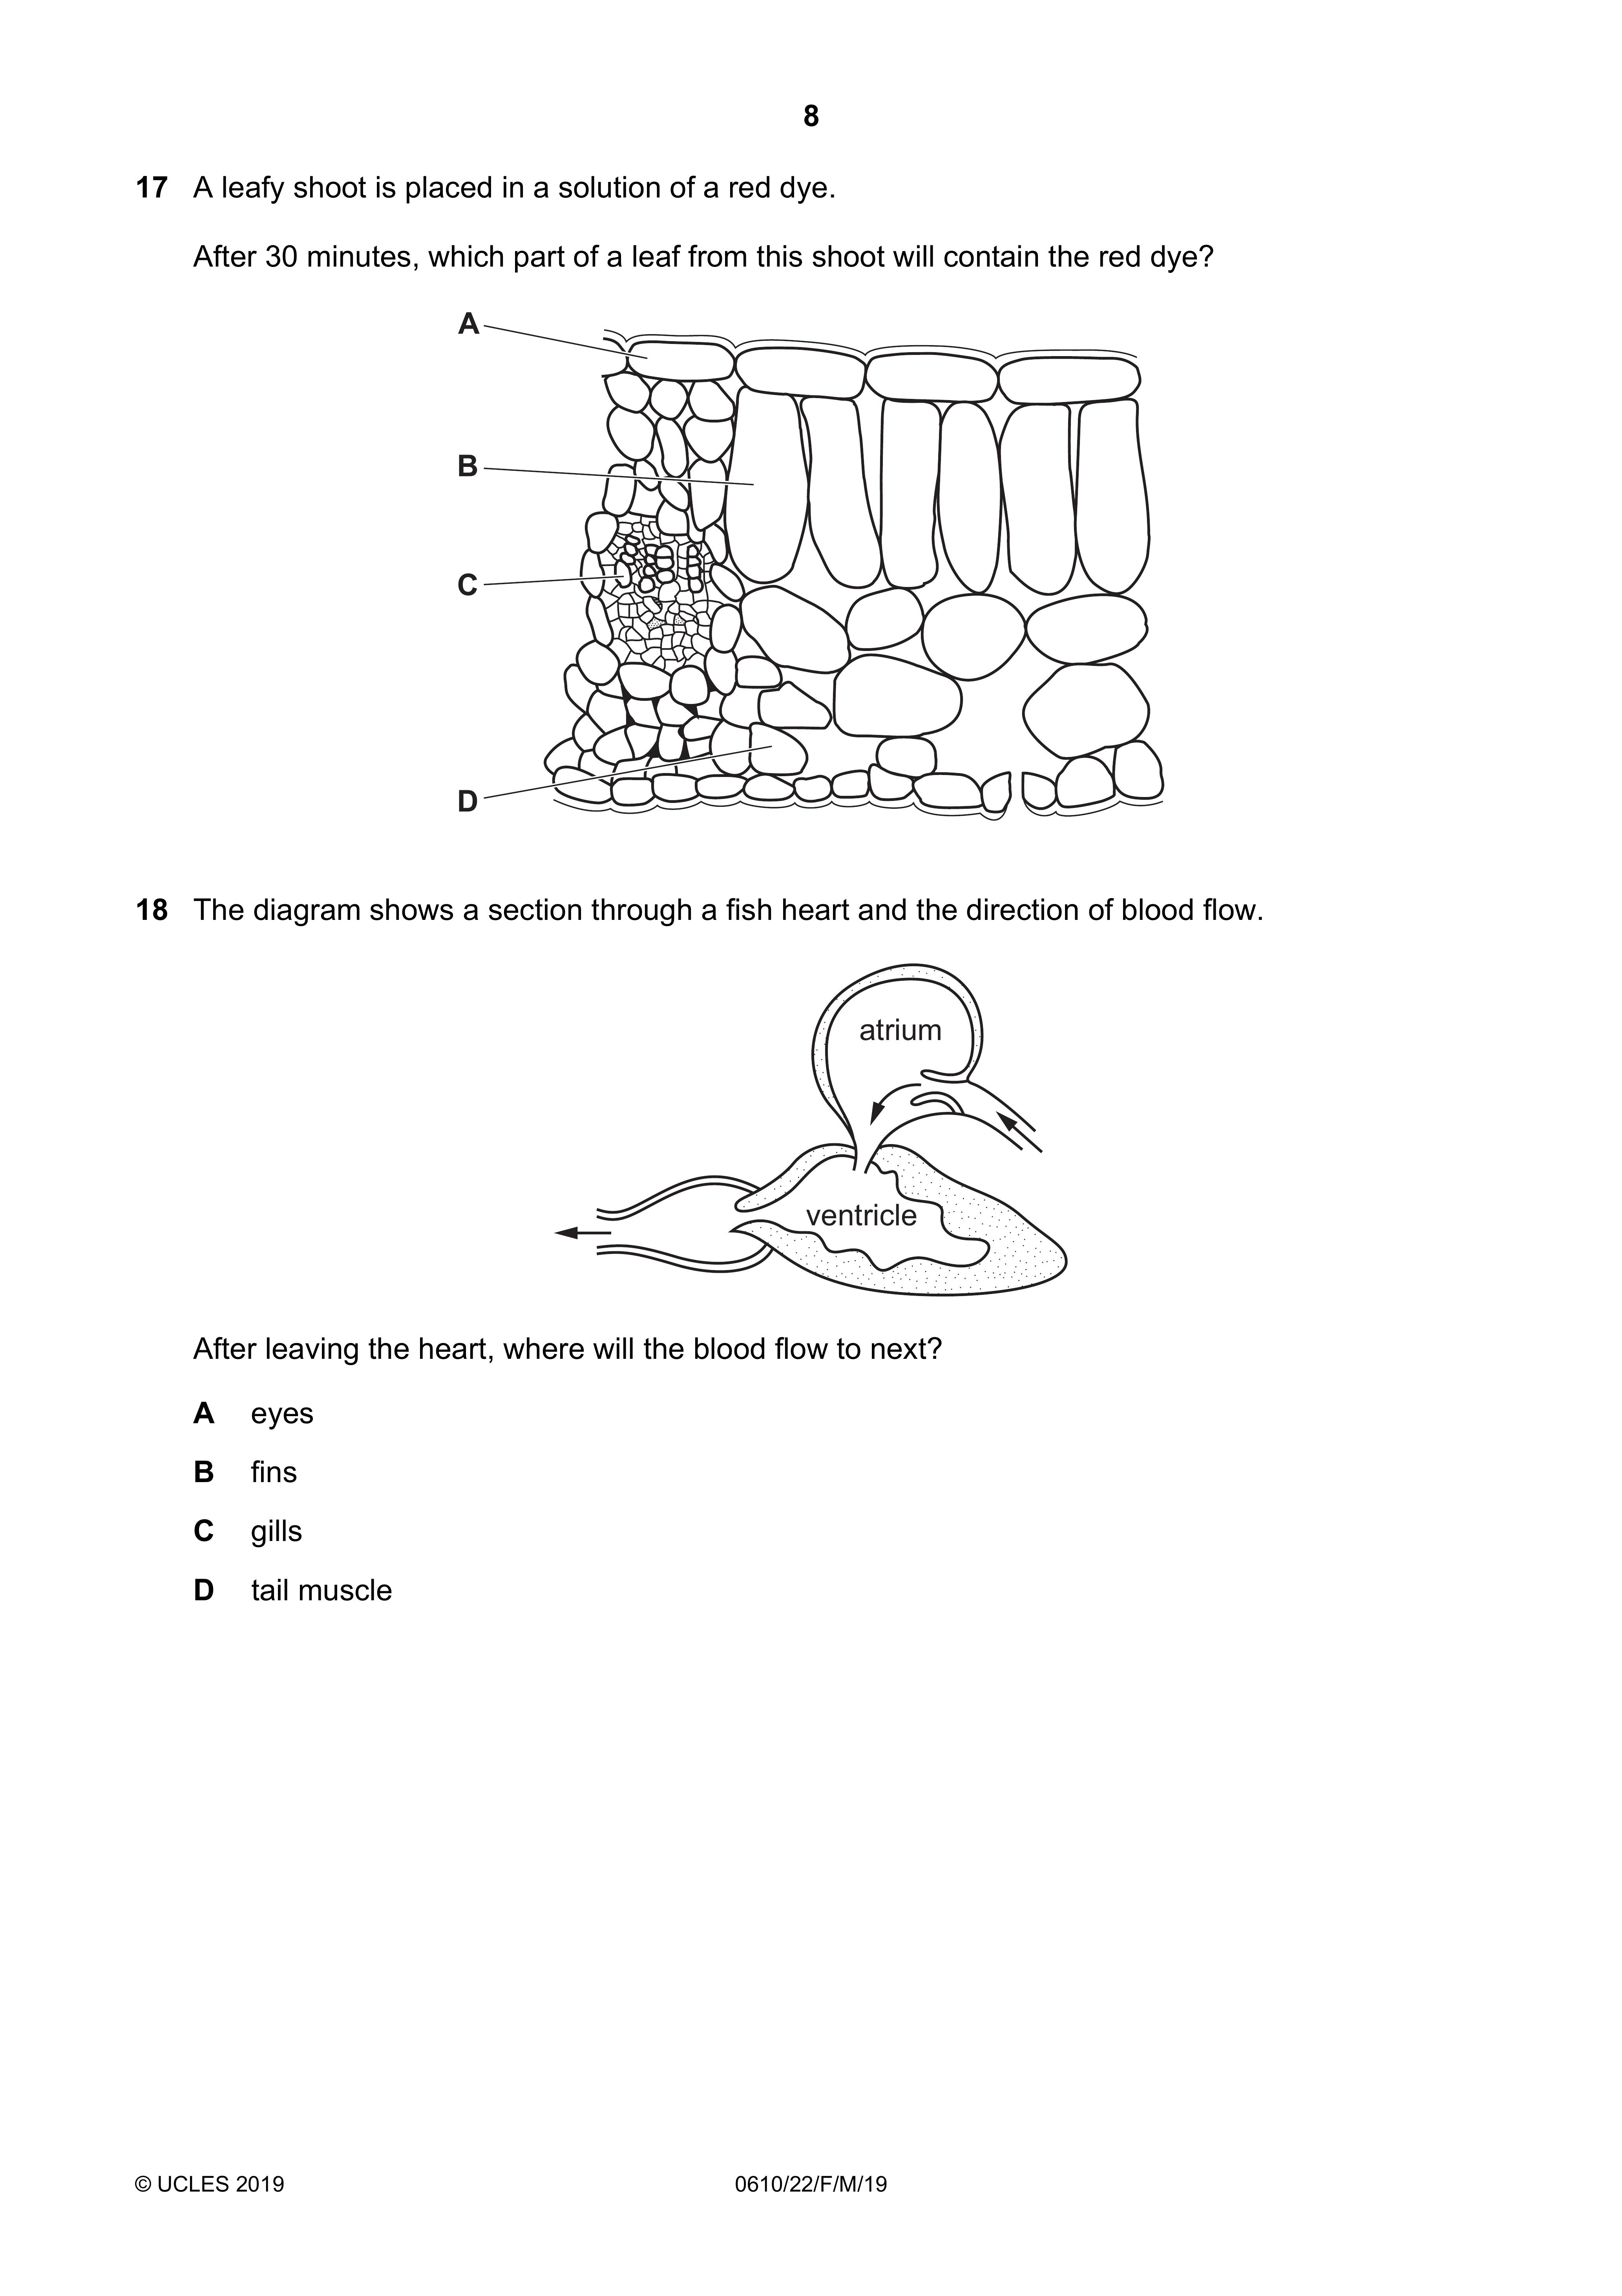 8
17 A leafy shoot is placed in a solution of a red dye.
After 30 minutes, which part of a leaf from this shoot will contain the red dye?
A
B
C
D
18 The diagram shows a section through a fish heart and the direction of blood flow.
atrium
ventricle
After leaving the heart, where will the blood flow to next?
A eyes
B fins
C gills
D tail muscle
© UCLES 2019 0610/22/F/M/19